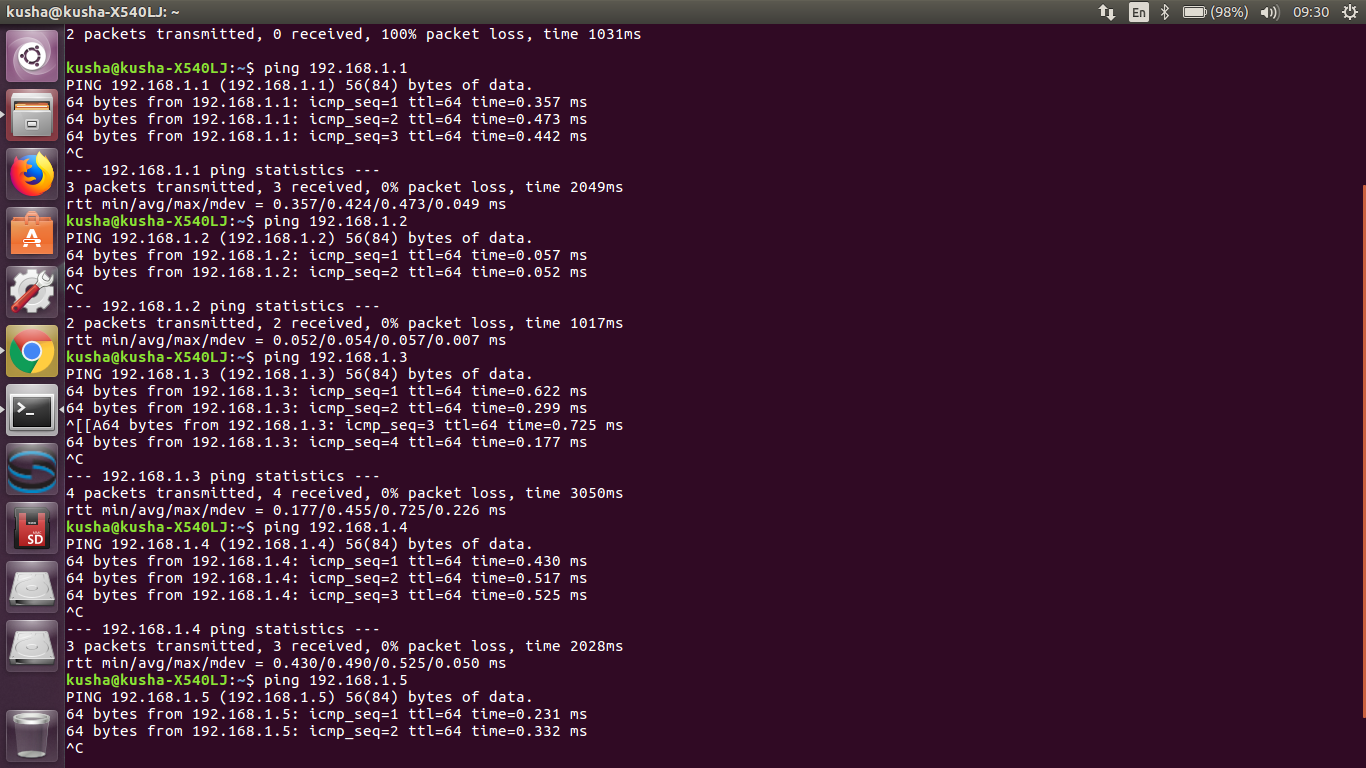 kusha@kusha-X540LJ: ~
En
(98%)
09:30
2 packets transmitted, 0 received, 100% packet loss, time 1031ms
kusha@kusha-X540LJ:~$ ping 192.168.1.1
PING 192.168.1.1 (192.168.1.1) 56(84) bytes of data.
64 bytes from 192.168.1.1: icmp_seq=1 ttl=64 time=0.357 ms
64 bytes from 192.168.1.1: icmp_seq=2 ttl=64 time=0.473 ms
64 bytes from 192.168.1.1: icmp_seq=3 ttl=64 time=0.442 ms
^C
--- 192.168.1.1 ping statistics ---
3 packets transmitted, 3 received, 0% packet loss, time 2049ms
rtt min/avg/max/mdev = 0.357/0.424/0.473/0.049 ms
kusha@kusha-X540LJ:~$ ping 192.168.1.2
PING 192.168.1.2 (192.168.1.2) 56(84) bytes of data.
64 bytes from 192.168.1.2: icmp_seq=1 ttl=64 time=0.057 ms
64 bytes from 192.168.1.2: icmp_seq=2 ttl=64 time=0.052 ms
^C
--- 192.168.1.2 ping statistics ---
2 packets transmitted, 2 received, 0% packet loss, time 1017ms
rtt min/avg/max/mdev = 0.052/0.054/0.057/0.007 ms
kusha@kusha-X540LJ:~$ ping 192.168.1.3
PING 192.168.1.3 (192.168.1.3) 56(84) bytes of data.
64 bytes from 192.168.1.3: icmp_seq=1 ttl=64 time=0.622 ms
64 bytes from 192.168.1.3: icmp_seq=2 ttl=64 time=0.299 ms
^[[A64 bytes from 192.168.1.3: icmp_seq=3 ttl=64 time=0.725 ms
64 bytes from 192.168.1.3: icmp_seq=4 ttl=64 time=0.177 ms
^C
--- 192.168.1.3 ping statistics ---
4 packets transmitted, 4 received, 0% packet loss, time 3050ms
rtt min/avg/max/mdev = 0.177/0.455/0.725/0.226 ms
kusha@kusha-X540LJ:~$ ping 192.168.1.4
PING 192.168.1.4 (192.168.1.4) 56(84) bytes of data.
64 bytes from 192.168.1.4: icmp_seq=1 ttl=64 time=0.430 ms
64 bytes from 192.168.1.4: icmp_seq=2 ttl=64 time=0.517 ms
64 bytes from 192.168.1.4: icmp_seq=3 ttl=64 time=0.525 ms
^C
--- 192.168.1.4 ping statistics ---
3 packets transmitted, 3 received, 0% packet loss, time 2028ms
rtt min/avg/max/mdev = 0.430/0.490/0.525/0.050 ms
kusha@kusha-X540LJ:~$ ping 192.168.1.5
PING 192.168.1.5 (192.168.1.5) 56(84) bytes of data.
64 bytes from 192.168.1.5: icmp_seq=1 ttl=64 time=0.231 ms
64 bytes from 192.168.1.5: icmp_seq=2 ttl=64 time=0.332 ms
^C
SD